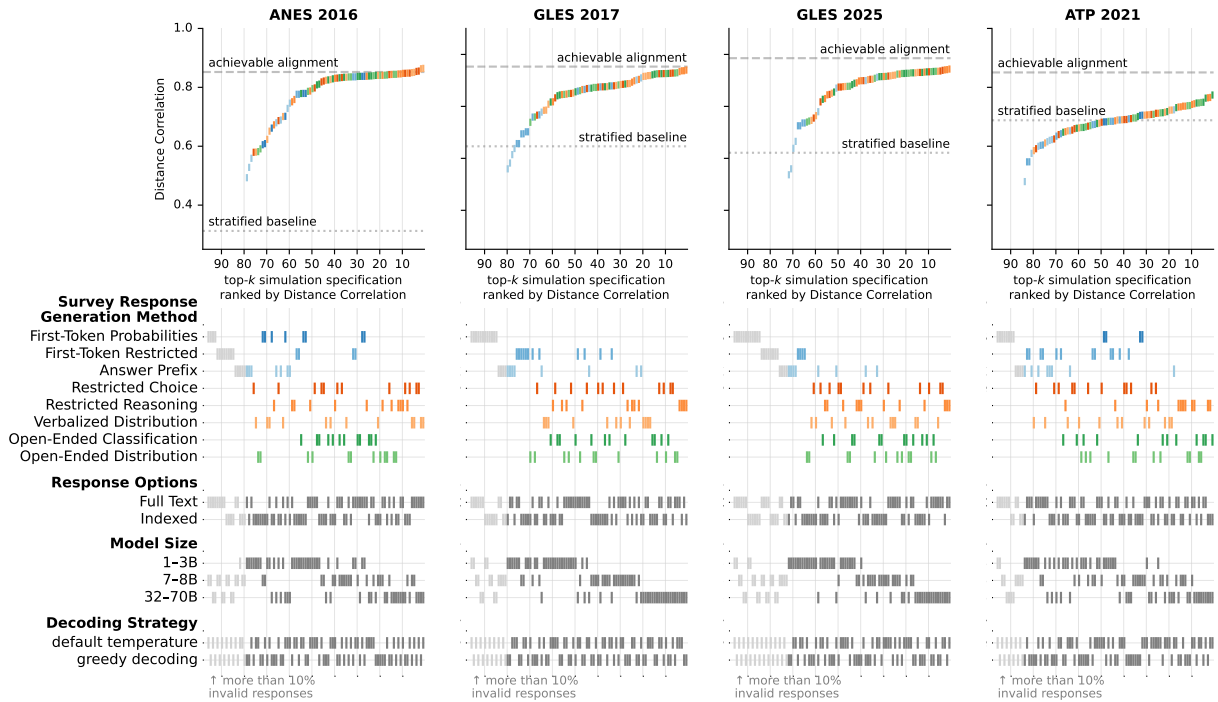 ANES 2016
GLES 2017
GLES 2025
ATP 2021
Distance Correlation
1.0
0.8
0.6
0.4
achievable alignment
stratified baseline
achievable alignment
stratified baseline
achievable alignment
stratified baseline
achievable alignment
stratified baseline
90 80 70 60 50 40 30 20 10
90 80 70 60 50 40 30 20 10
90 80 70 60 50 40 30 20 10
90 80 70 60 50 40 30 20 10
top-k simulation specification
ranked by Distance Correlation
top-k simulation specification
ranked by Distance Correlation
top-k simulation specification
ranked by Distance Correlation
top-k simulation specification
ranked by Distance Correlation
Survey Response
Generation Method
First-Token Probabilities
First-Token Restricted
Answer Prefix
Restricted Choice
Restricted Reasoning
Verbalized Distribution
Open-Ended Classification
Open-Ended Distribution
Response Options
Full Text
Indexed
Model Size
1–3B
7–8B
32–70B
Decoding Strategy
default temperature
greedy decoding
↑ more than 10%
invalid responses
↑ more than 10%
invalid responses
↑ more than 10%
invalid responses
↑ more than 10%
invalid responses